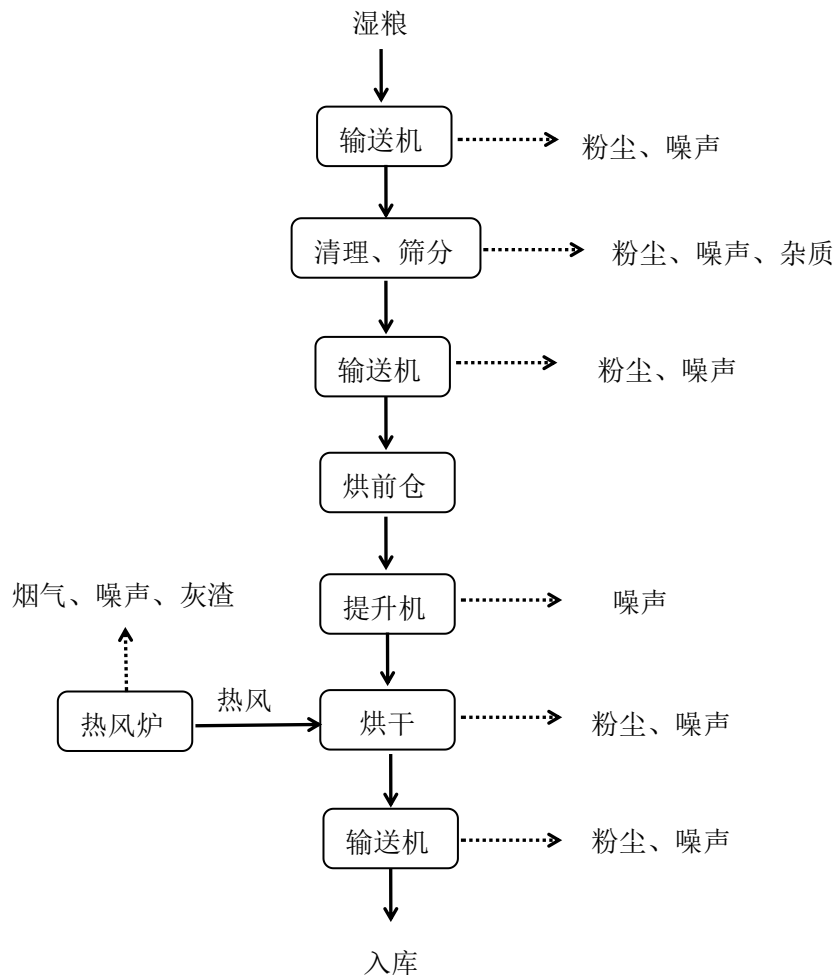 湿粮
输送机
粉尘、噪声
清理、筛分
粉尘、噪声、杂质
输送机
粉尘、噪声
烘前仓
烟气、噪声、灰渣
提升机
噪声
热风炉
热风
烘干
粉尘、噪声
输送机
粉尘、噪声
入库